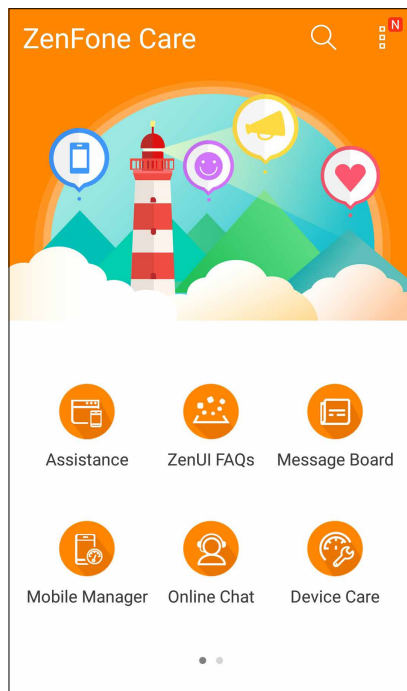 ZenFone Care
N
Assistance
ZenUI FAQs
Message Board
Mobile Manager
Online Chat
Device Care